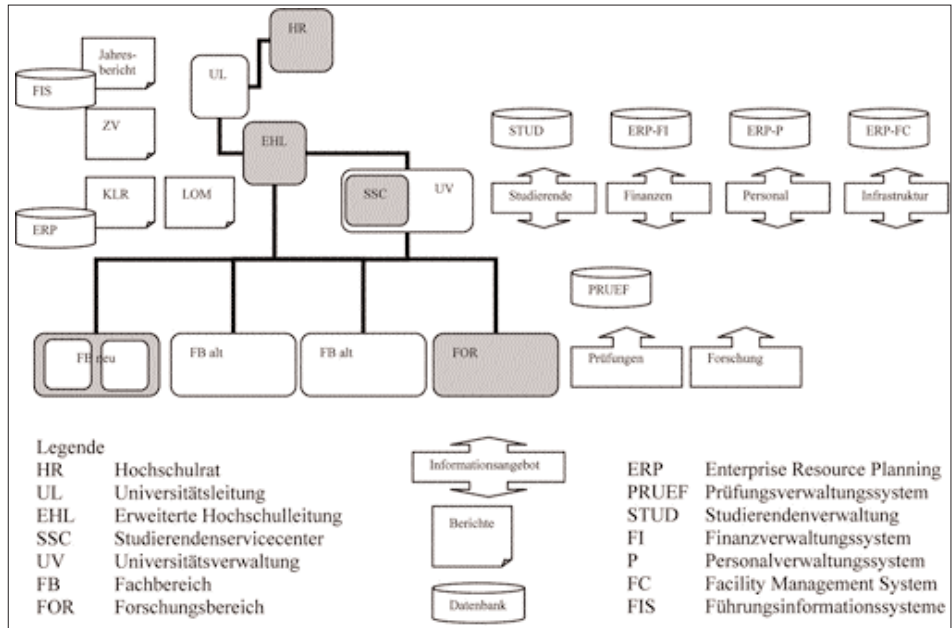 HR
Jahres-
bericht
UL
FIS
STUD
ERP-FI
ERP-P
ERP-FC
ZV
EHL
KLR
LOM
SSC
UV
Studierende
Finanzen
Personal
Infrastruktur
ERP
PRUEF
FB neu
FB alt
FB alt
FOR
Prüfungen
Forschung
Legende
HR Hochschulrat
UL Universitätsleitung
EHL Erweiterte Hochschulleitung
SSC Studierendenservicecenter
UV Universitätsverwaltung
FB Fachbereich
FOR Forschungsbereich
Informationsangebot
Berichte
Datenbank
ERP Enterprise Resource Planning
PRUEF Prüfungsverwaltungssystem
STUD Studierendenverwaltung
FI Finanzverwaltungssystem
P Personalverwaltungssystem
FC Facility Management System
FIS Führungsinformationssysteme